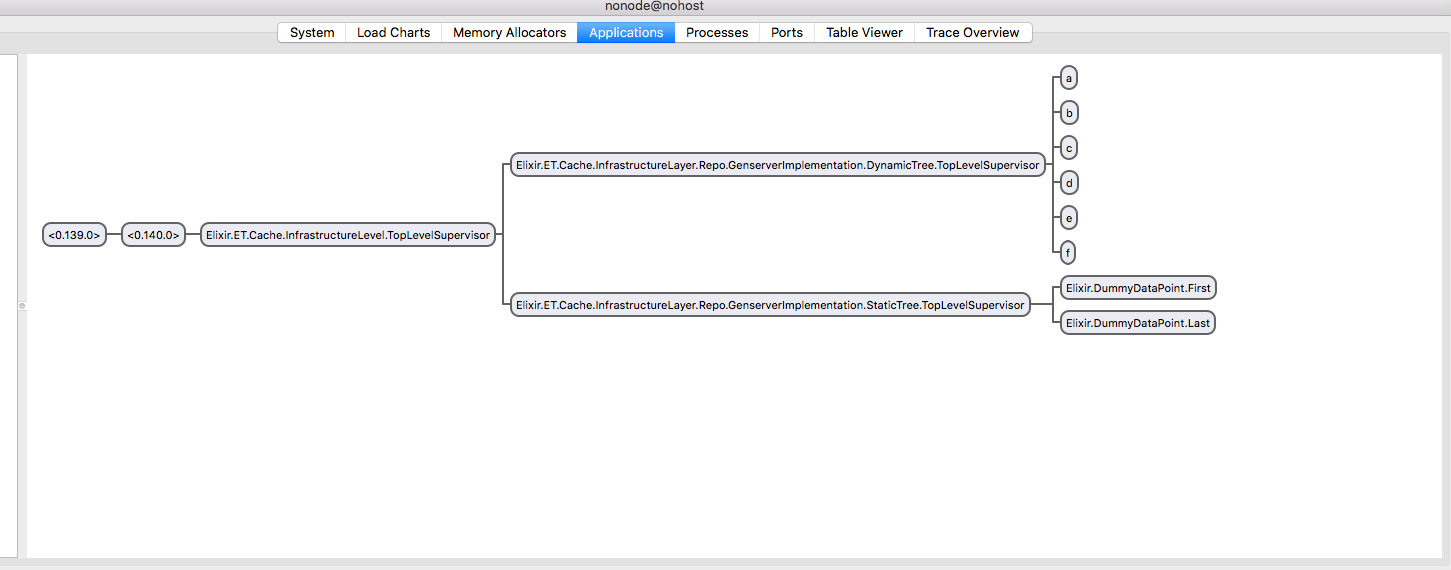 nonode@nohost
System Load Charts Memory Allocators Applications Processes Ports Table Viewer Trace Overview
a
b
c
d
e
f
Elixir.ET.Cache.InfrastructureLayer.Repo.GenserverImplementation.DynamicTree.TopLevelSupervisor
<0.139.0> <0.140.0> Elixir.ET.Cache.InfrastructureLevel.TopLevelSupervisor
Elixir.ET.Cache.InfrastructureLayer.Repo.GenserverImplementation.StaticTree.TopLevelSupervisor
Elixir.DummyDataPoint.First
Elixir.DummyDataPoint.Last